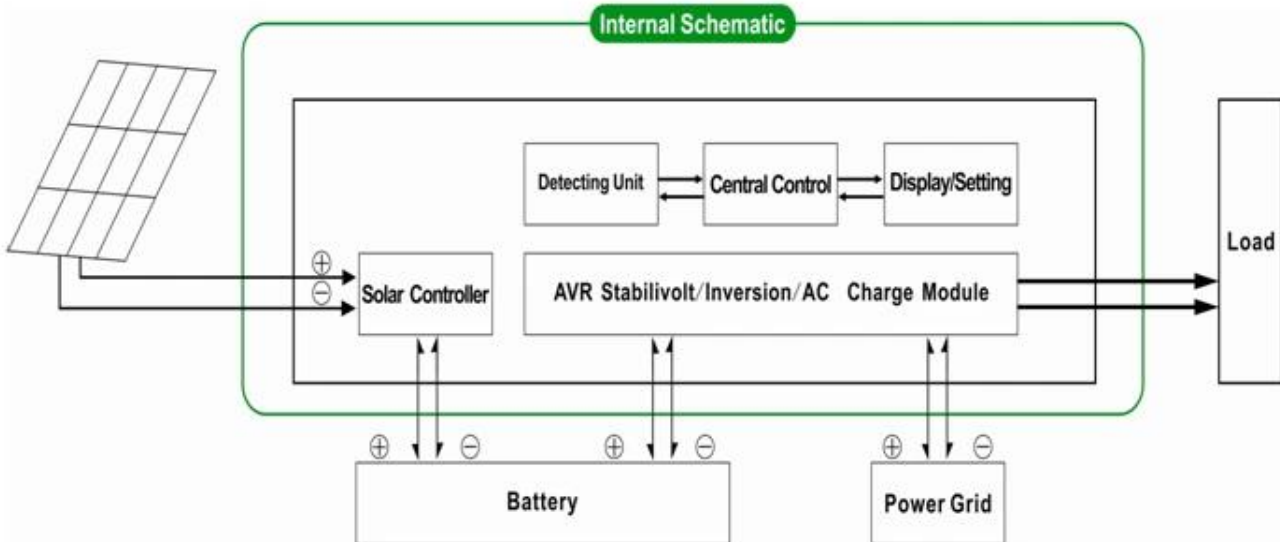 Internal Schematic
Detecting Unit
Central Control
Display/Setting
Load
⊕
⊖
Solar Controller
AVR Stabilivolt/Inversion/AC Charge Module
⊕ ⊖ ⊕ ⊖ ⊕ ⊖
Battery
Power Grid